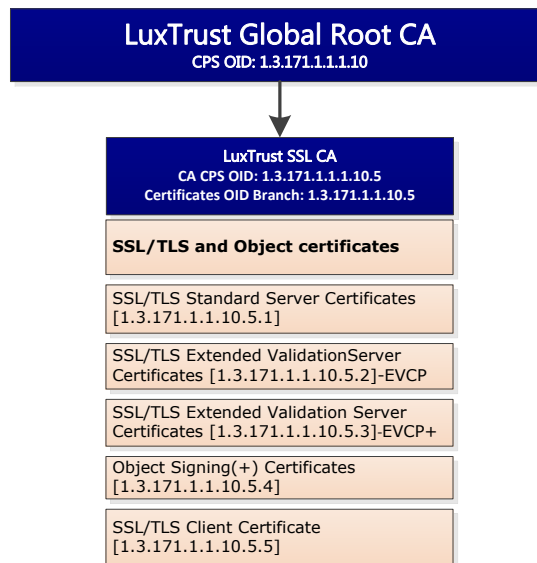 LuxTrust Global Root CA
CPS OID: 1.3.171.1.1.1.10
LuxTrust SSL CA
CA CPS OID: 1.3.171.1.1.1.10.5
Certificates OID Branch: 1.3.171.1.1.10.5
SSL/TLS and Object certificates
SSL/TLS Standard Server Certificates
[1.3.171.1.1.10.5.1]
SSL/TLS Extended ValidationServer
Certificates [1.3.171.1.1.10.5.2]-EVCP
SSL/TLS Extended Validation Server
Certificates [1.3.171.1.1.10.5.3]-EVCP+
Object Signing(+) Certificates
[1.3.171.1.1.10.5.4]
SSL/TLS Client Certificate
[1.3.171.1.1.10.5.5]